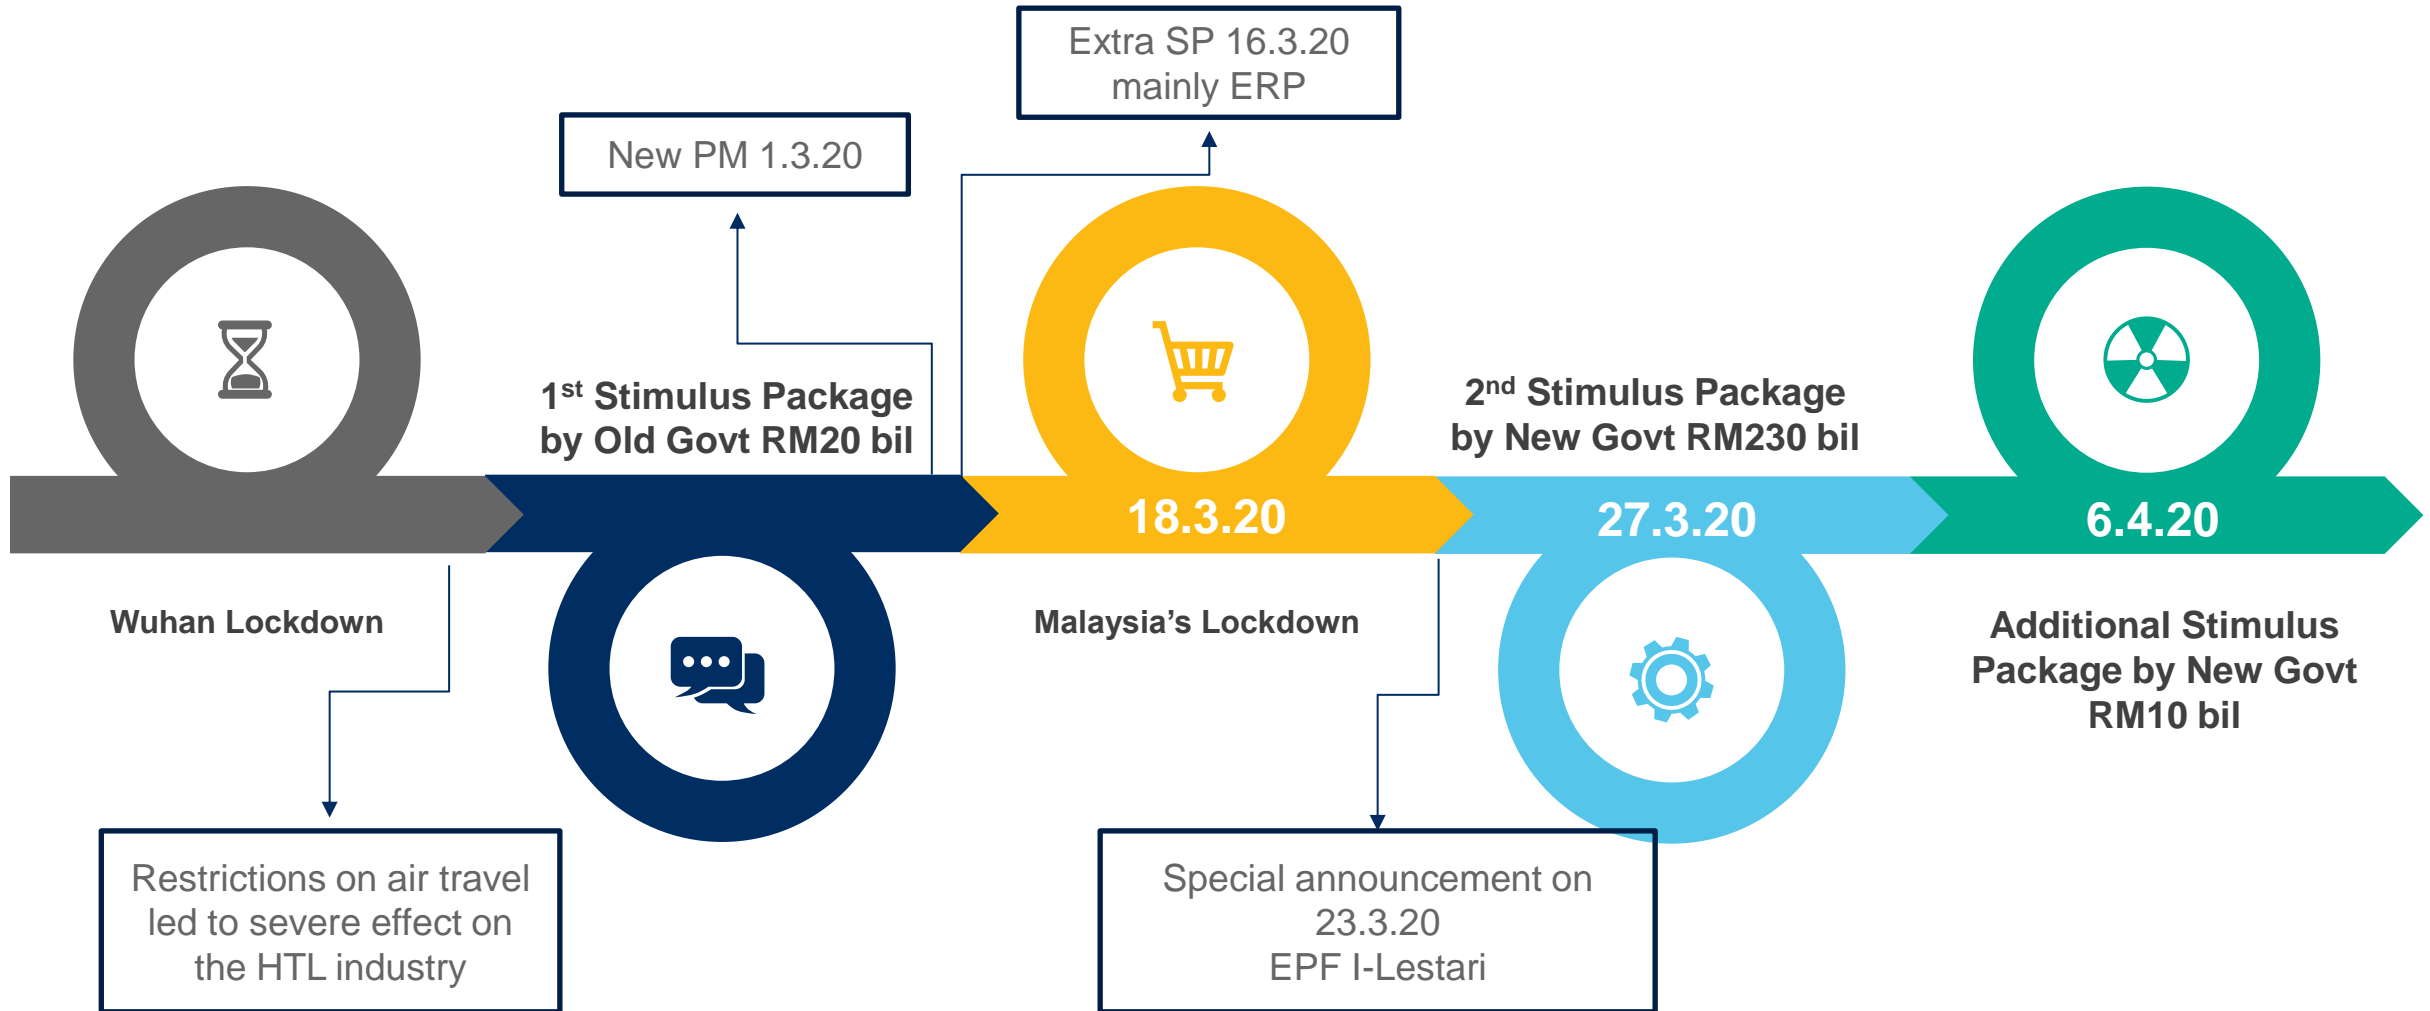 Extra SP 16.3.20
mainly ERP
New PM 1.3.20
1st Stimulus Package
by Old Govt RM20 bil
2nd Stimulus Package
by New Govt RM230 bil
18.3.20
27.3.20
6.4.20
Wuhan Lockdown
Malaysia’s Lockdown
Additional Stimulus
Package by New Govt
RM10 bil
Restrictions on air travel
led to severe effect on
the HTL industry
Special announcement on
23.3.20
EPF I-Lestari